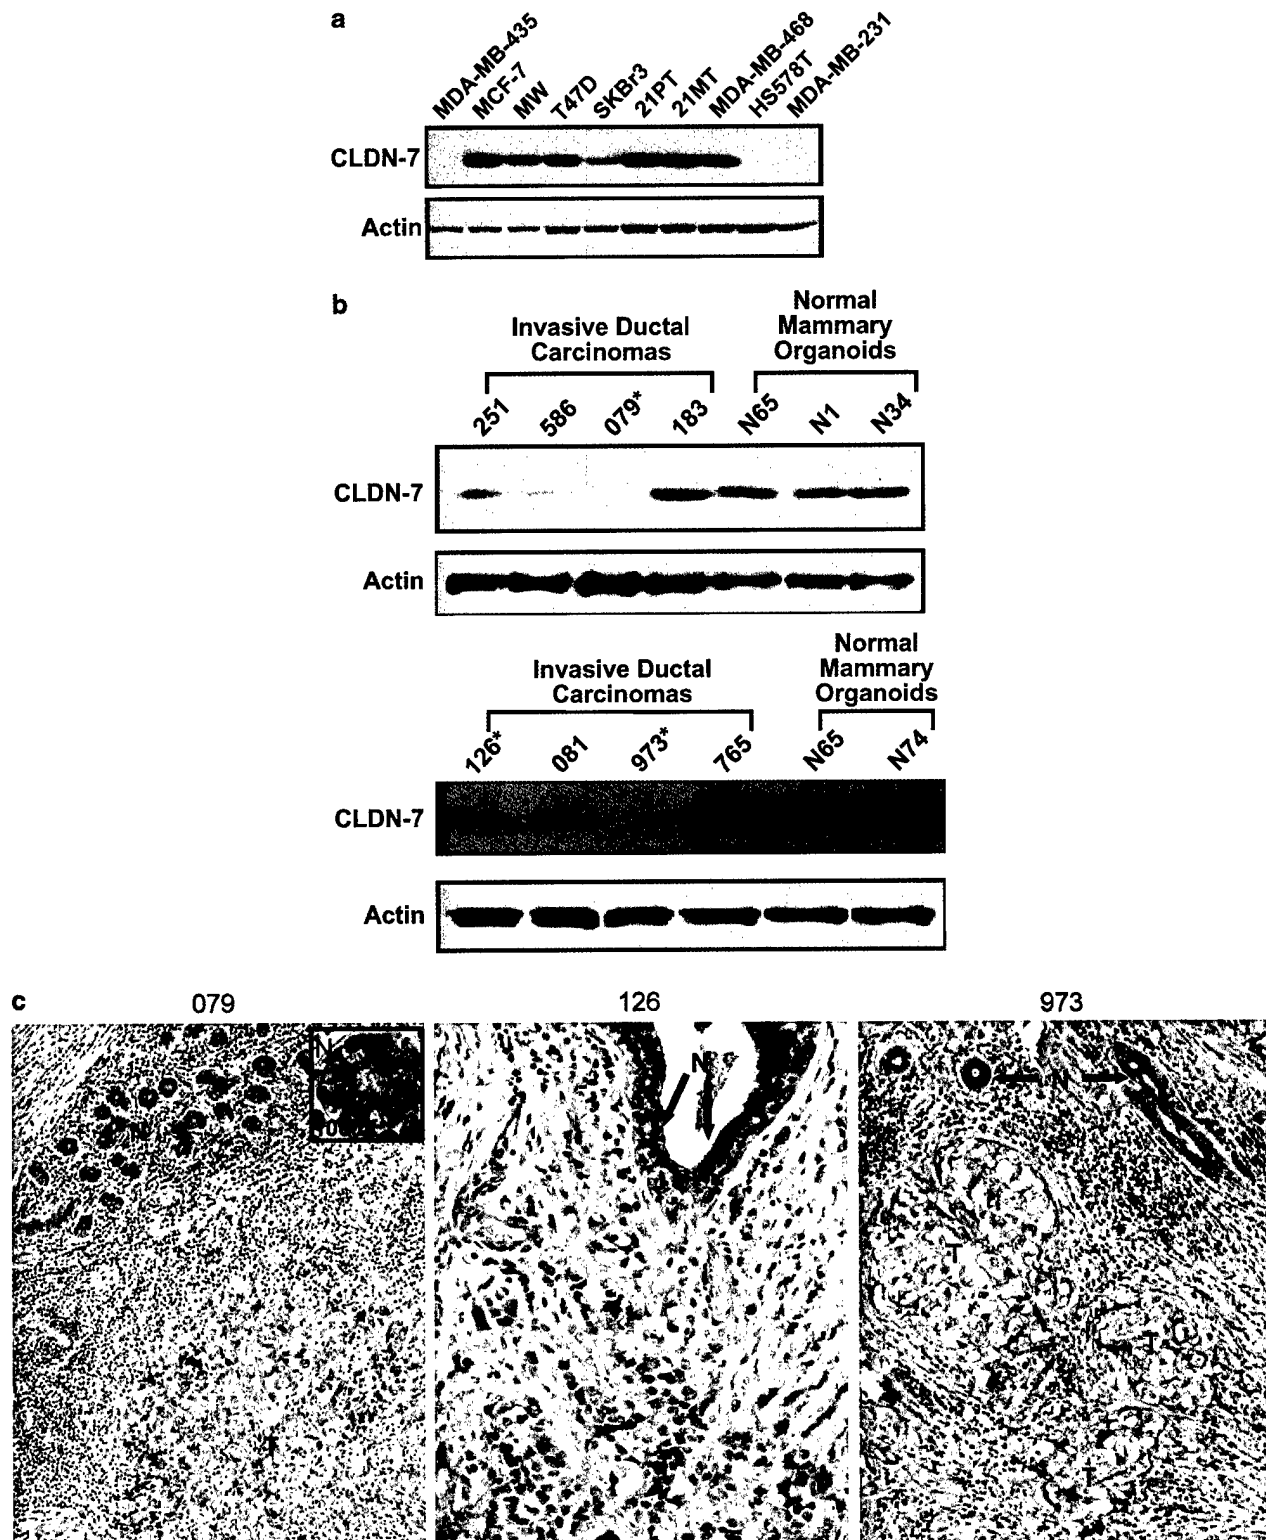 a
MDA-MB-435
MCF-7
MW
T47D
SKBr3
21PT
21MT
MDA-MB-468
HS578T
MDA-MB-231
CLDN-7
Actin
b
Invasive Ductal
Carcinomas
Normal
Mammary
Organoids
251
586
079*
183
N65
N1
N34
CLDN-7
Actin
Invasive Ductal
Carcinomas
Normal
Mammary
Organoids
126*
081
973*
765
N65
N74
CLDN-7
Actin
c
079
126
973
N
N
N
N
T
T
T
T